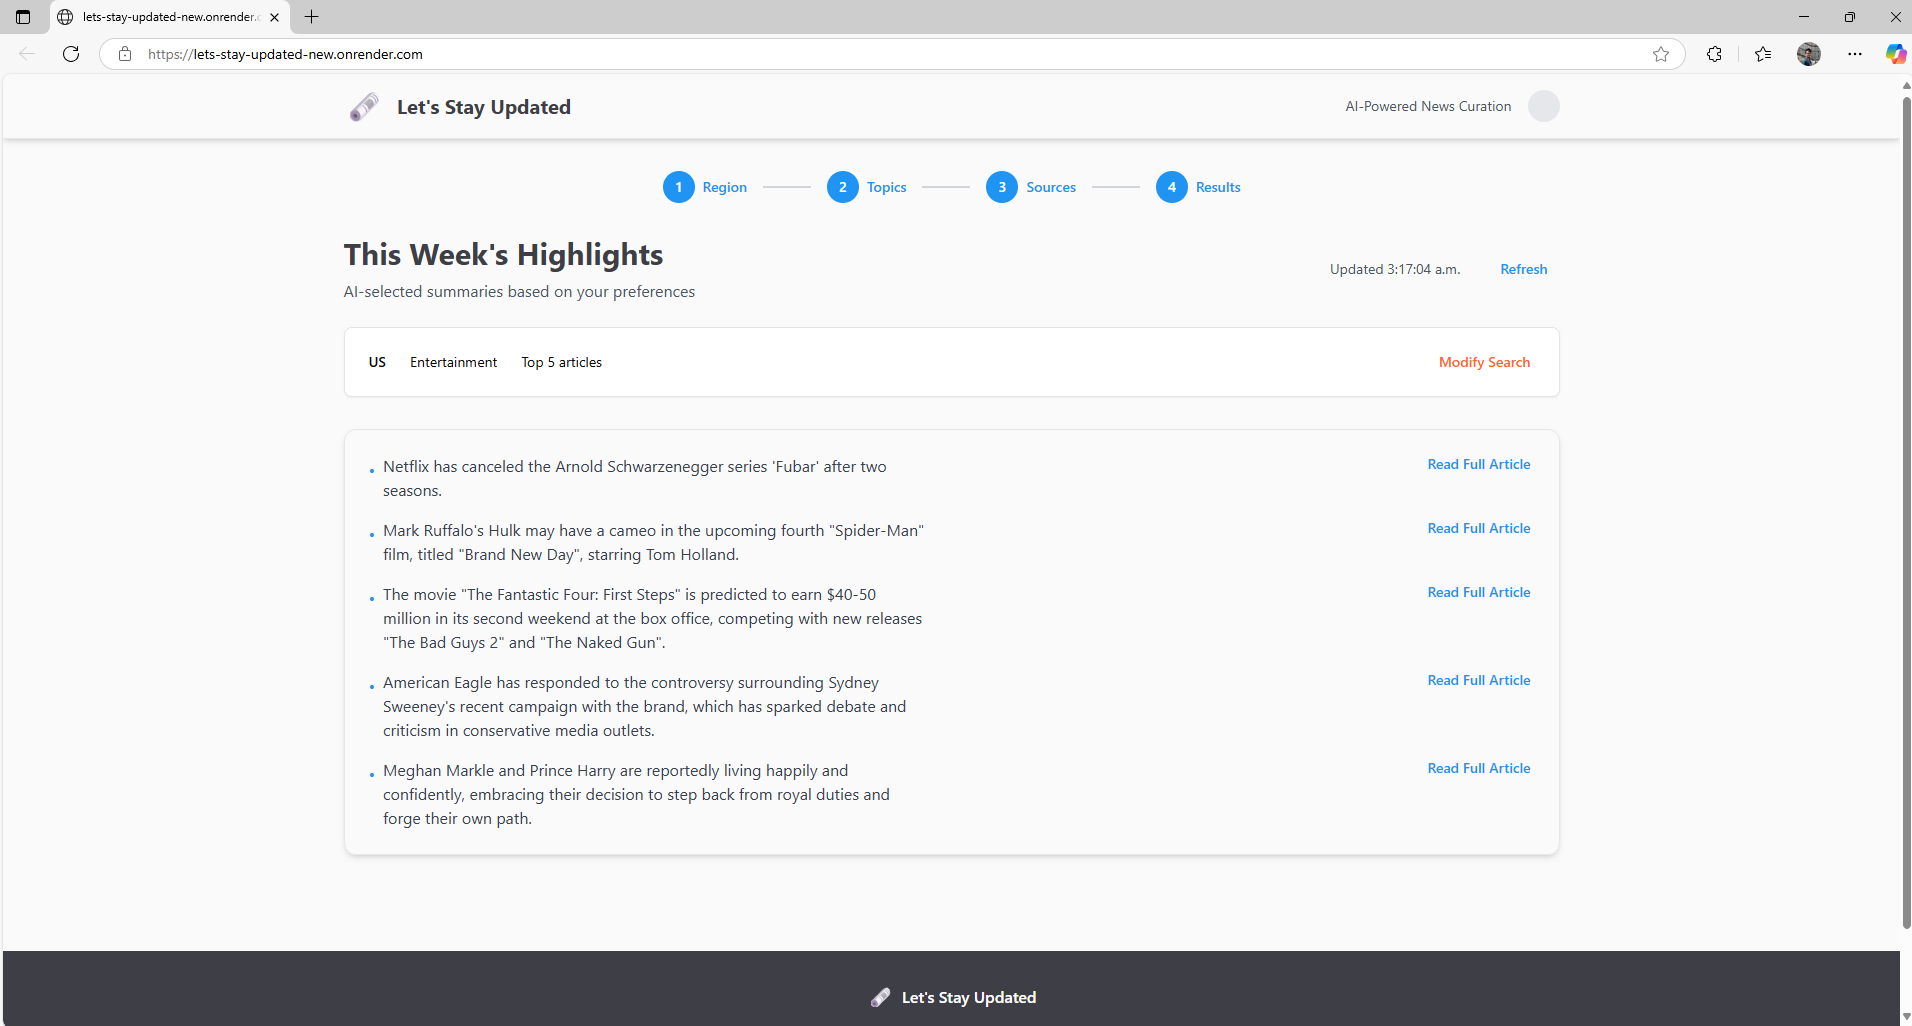 lets-stay-updated-new.onrender.c
https://lets-stay-updated-new.onrender.com
Let's Stay Updated
AI-Powered News Curation
1 Region 2 Topics 3 Sources 4 Results
This Week's Highlights
Updated 3:17:04 a.m. Refresh
AI-selected summaries based on your preferences
US Entertainment Top 5 articles Modify Search
• Netflix has canceled the Arnold Schwarzenegger series 'Fubar' after two
seasons.
Read Full Article
• Mark Ruffalo's Hulk may have a cameo in the upcoming fourth "Spider-Man"
film, titled "Brand New Day", starring Tom Holland.
Read Full Article
• The movie "The Fantastic Four: First Steps" is predicted to earn $40-50
million in its second weekend at the box office, competing with new releases
"The Bad Guys 2" and "The Naked Gun".
Read Full Article
• American Eagle has responded to the controversy surrounding Sydney
Sweeney's recent campaign with the brand, which has sparked debate and
criticism in conservative media outlets.
Read Full Article
• Meghan Markle and Prince Harry are reportedly living happily and
confidently, embracing their decision to step back from royal duties and
forge their own path.
Read Full Article
Let's Stay Updated